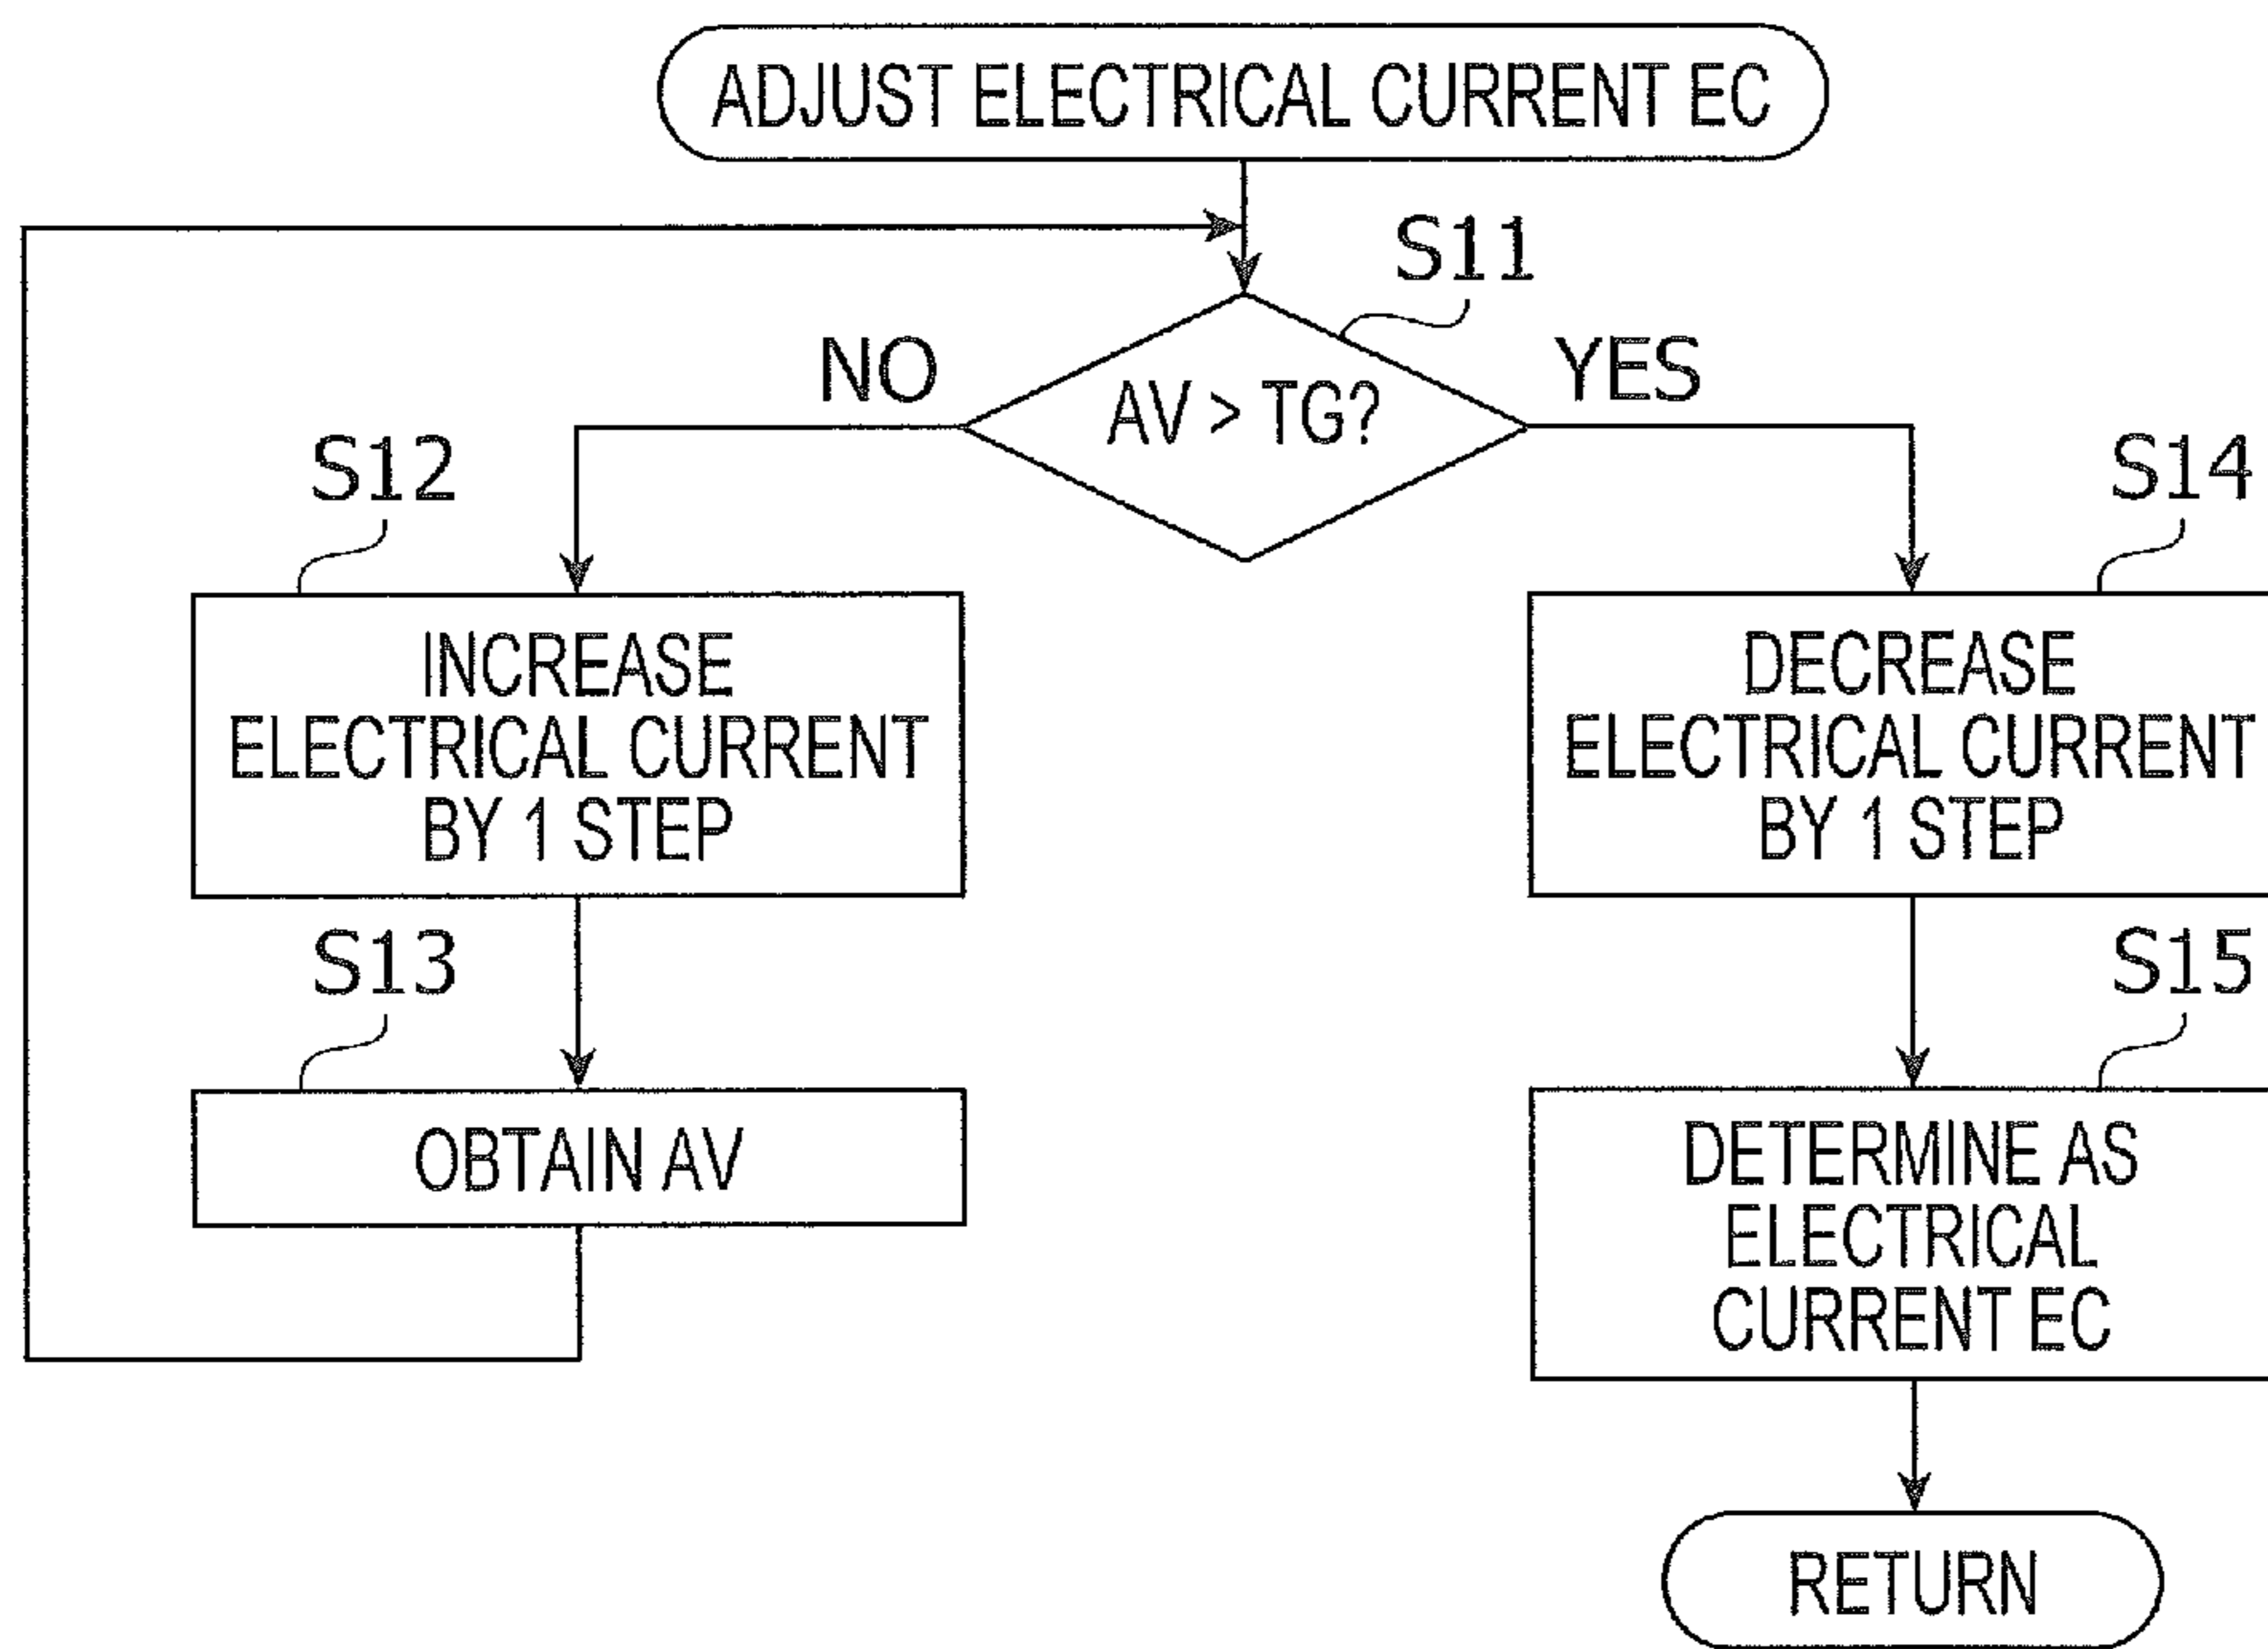 ADJUST ELECTRICAL CURRENT EC
S11
NO
AV > TG?
YES
S12
INCREASE
ELECTRICAL CURRENT
BY 1 STEP
S13
OBTAIN AV
S14
DECREASE
ELECTRICAL CURRENT
BY 1 STEP
S15
DETERMINE AS
ELECTRICAL
CURRENT EC
RETURN